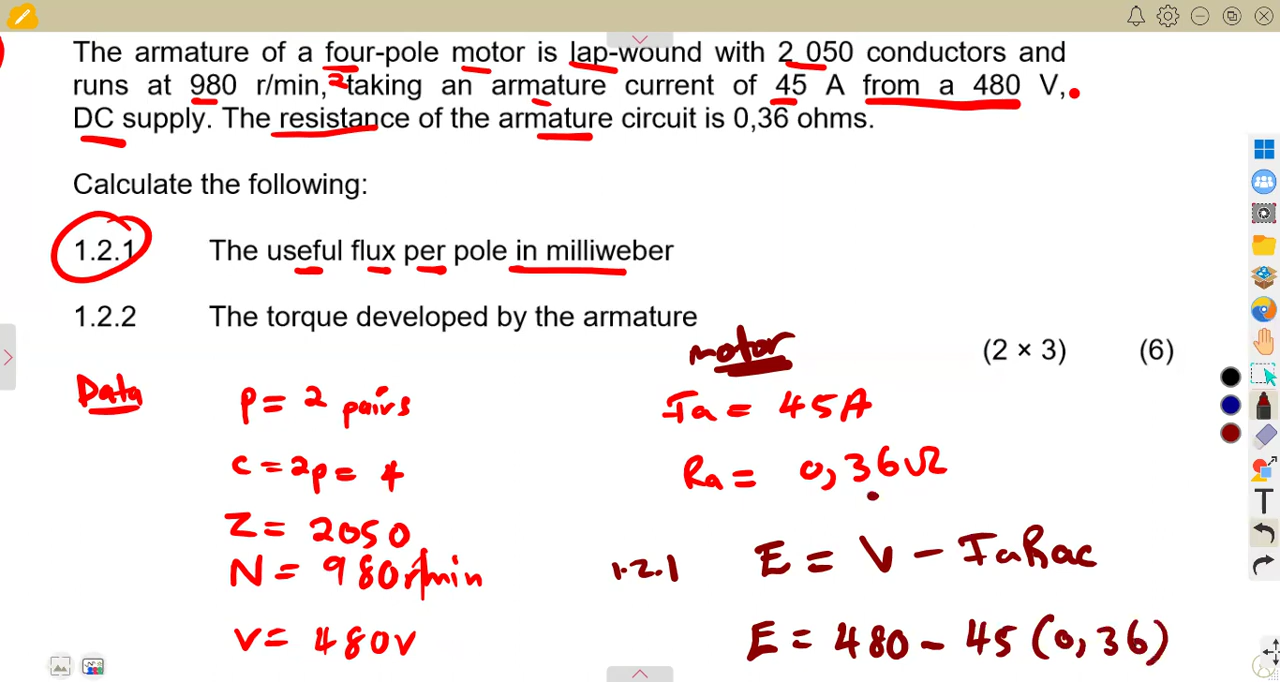 The armature of a four-pole motor is lap-wound with 2 050 conductors and
runs at 980 r/min, 2 taking an armature current of 45 A from a 480 V,
DC supply. The resistance of the armature circuit is 0,36 ohms.
Calculate the following:
1.2.1 The useful flux per pole in milliweber
1.2.2 The torque developed by the armature
(2 × 3) (6)
motor
Data
P = 2 pairs
Ia = 45A
c = 2p = 4
Ra = 0,36Ω
Z = 2050
N = 980r/min
1.2.1 E = V - IaRac
V = 480V
E = 480 - 45 (0,36)
T